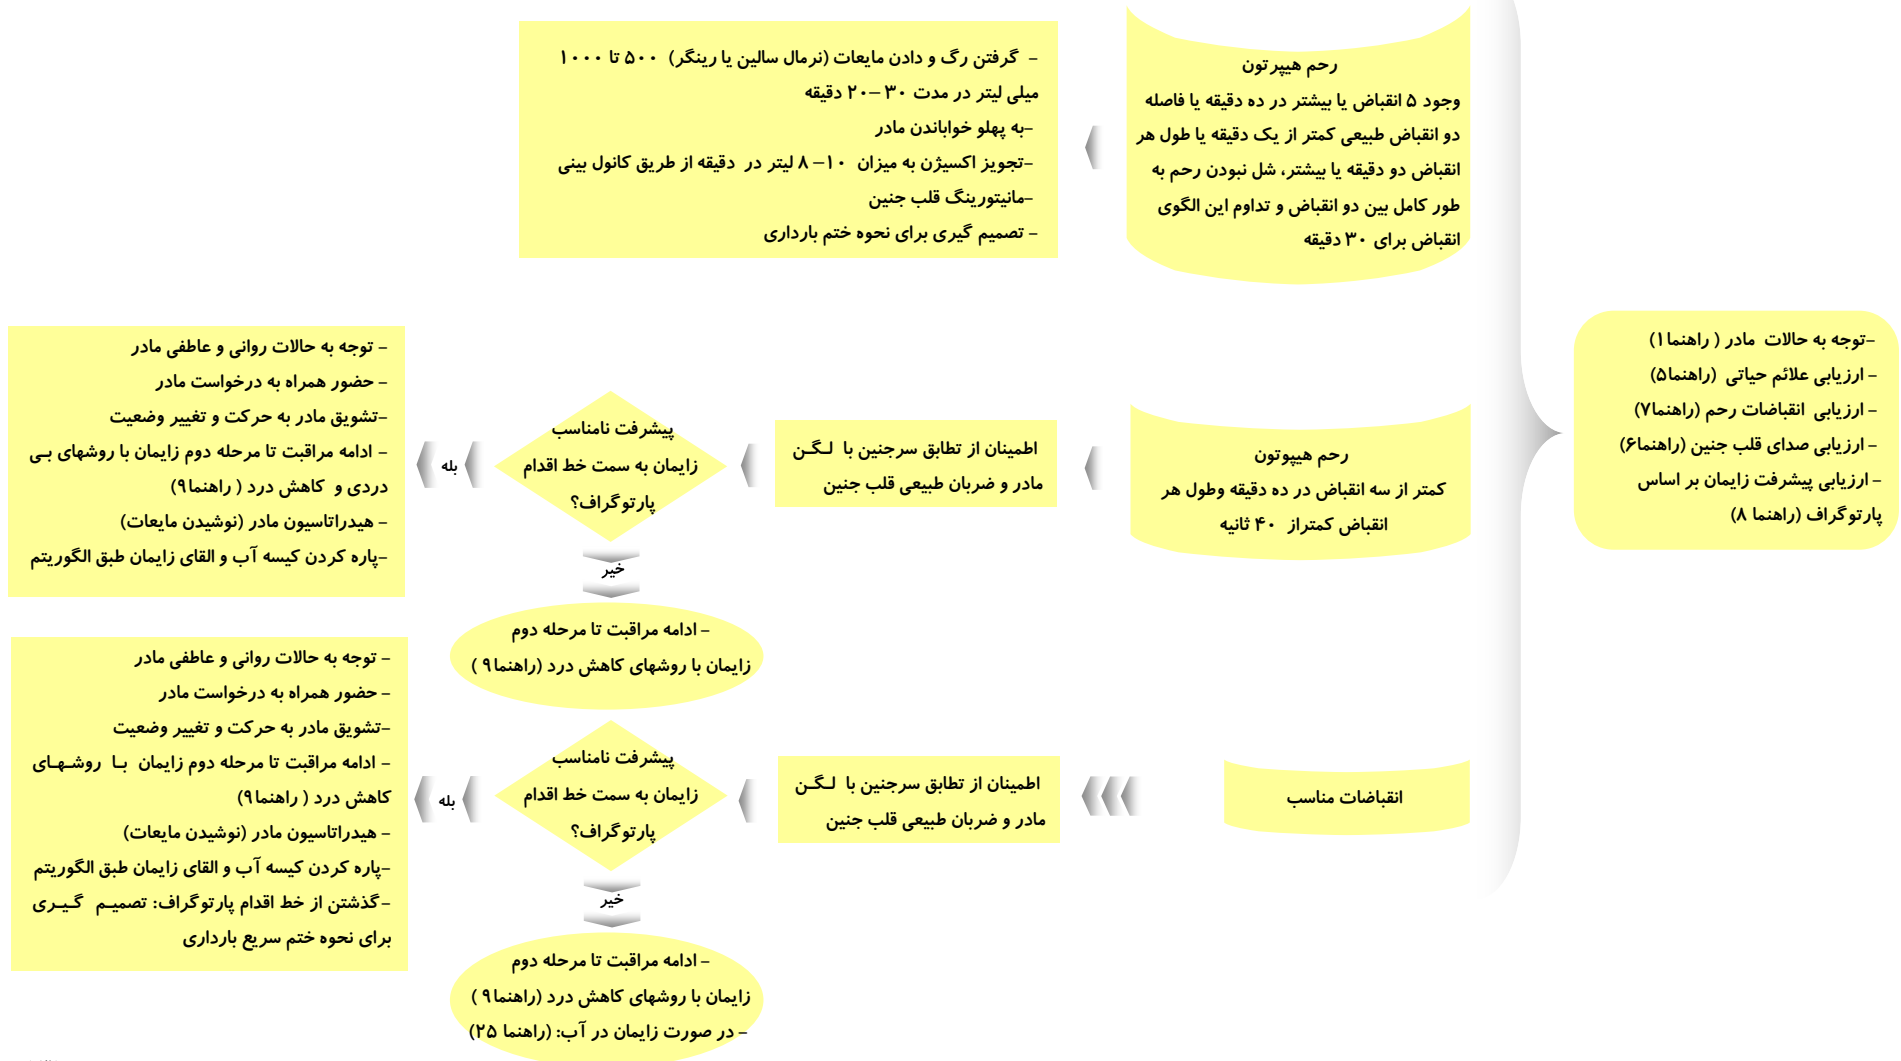 -توجه به حالات مادر ( راهنما۱)
- ارزیابی علائم حیاتی (راهنما۵)
- ارزیابی انقباضات رحم (راهنما۷)
- ارزیابی صدای قلب جنین (راهنما۶)
- ارزیابی پیشرفت زایمان بر اساس
پارتوگراف (راهنما ۸)
رحم هیپرتون
وجود ۵ انقباض یا بیشتر در ده دقیقه یا فاصله
دو انقباض طبیعی کمتر از یک دقیقه یا طول هر
انقباض دو دقیقه یا بیشتر، شل نبودن رحم به
طور کامل بین دو انقباض و تداوم این الگوی
انقباض برای ۳۰ دقیقه
- گرفتن رگ و دادن مایعات (نرمال سالین یا رینگر) ۵۰۰ تا ۱۰۰۰
میلی لیتر در مدت ۳۰ –۲۰ دقیقه
-به پهلو خواباندن مادر
-تجویز اکسیژن به میزان ۱۰– ۸ لیتر در دقیقه از طریق کانول بینی
-مانیتورینگ قلب جنین
- تصمیم گیری برای نحوه ختم بارداری
رحم هیپوتون
کمتر از سه انقباض در ده دقیقه وطول هر
انقباض کمتراز ۴۰ ثانیه
اطمینان از تطابق سرجنین با لـگـن
مادر و ضربان طبیعی قلب جنین
پیشرفت نامناسب
زایمان به سمت خط اقدام
پارتوگراف؟
بله
- توجه به حالات روانی و عاطفی مادر
- حضور همراه به درخواست مادر
-تشویق مادر به حرکت و تغییر وضعیت
- ادامه مراقبت تا مرحله دوم زایمان با روشهای بـی
دردی و کاهش درد ( راهنما۹)
- هیدراتاسیون مادر (نوشیدن مایعات)
-پاره کردن کیسه آب و القای زایمان طبق الگوریتم
خیر
- ادامه مراقبت تا مرحله دوم
زایمان با روشهای کاهش درد (راهنما۹ )
انقباضات مناسب
اطمینان از تطابق سرجنین با لـگـن
مادر و ضربان طبیعی قلب جنین
پیشرفت نامناسب
زایمان به سمت خط اقدام
پارتوگراف؟
بله
- توجه به حالات روانی و عاطفی مادر
- حضور همراه به درخواست مادر
-تشویق مادر به حرکت و تغییر وضعیت
- ادامه مراقبت تا مرحله دوم زایمان بـا روشـهـای
کاهش درد ( راهنما۹)
- هیدراتاسیون مادر (نوشیدن مایعات)
-پاره کردن کیسه آب و القای زایمان طبق الگوریتم
-گذشتن از خط اقدام پارتوگراف: تصمیـم گـیـری
برای نحوه ختم سریع بارداری
خیر
- ادامه مراقبت تا مرحله دوم
زایمان با روشهای کاهش درد (راهنما۹ )
- در صورت زایمان در آب: (راهنما ۲۵)